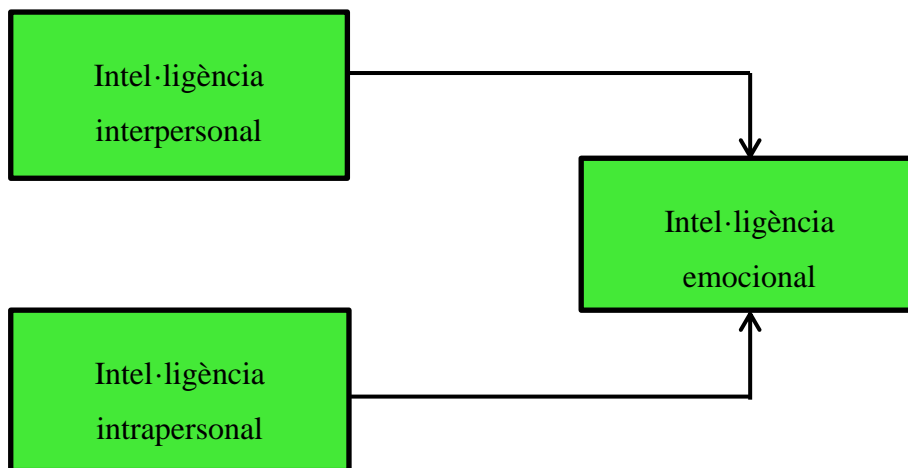 Intel·ligència
interpersonal
Intel·ligència
emocional
Intel·ligència
intrapersonal